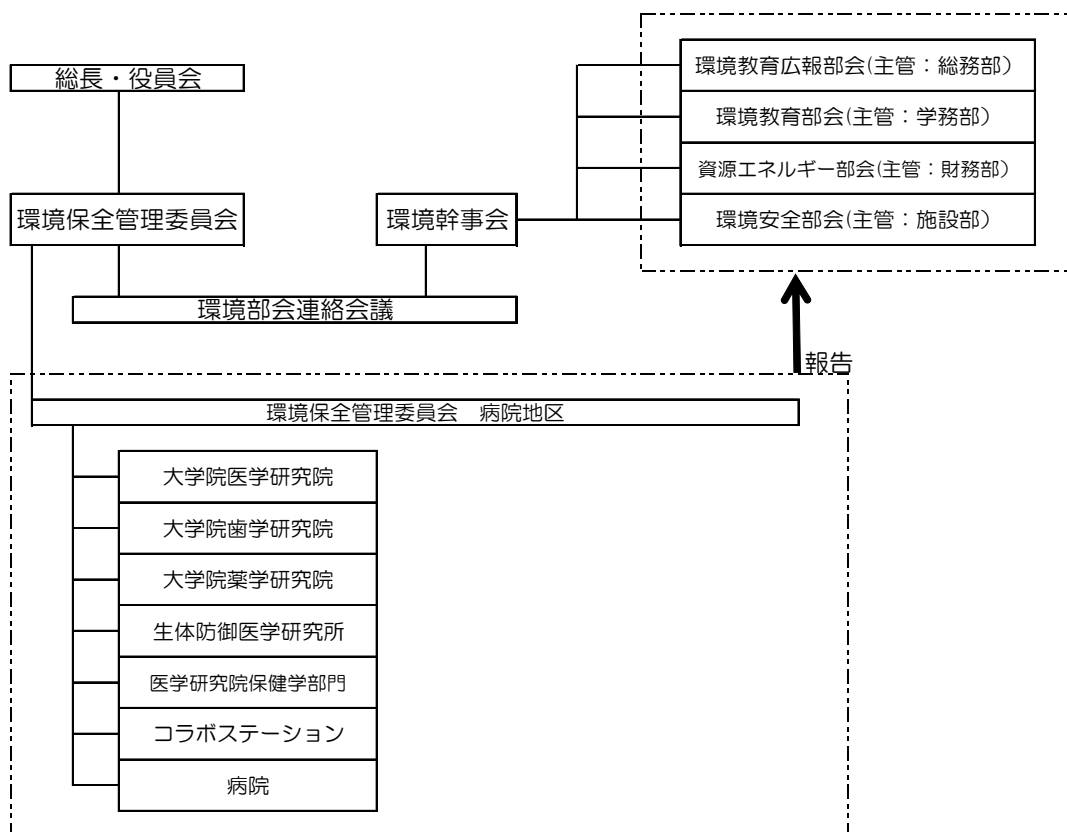 総長・役員会
環境保全管理委員会
環境幹事会
環境部会連絡会議
環境教育広報部会(主管：総務部）
環境教育部会(主管：学務部）
資源エネルギー部会(主管：財務部）
環境安全部会(主管：施設部）
報告
環境保全管理委員会　病院地区
大学院医学研究院
大学院歯学研究院
大学院薬学研究院
生体防御医学研究所
医学研究院保健学部門
コラボステーション
病院